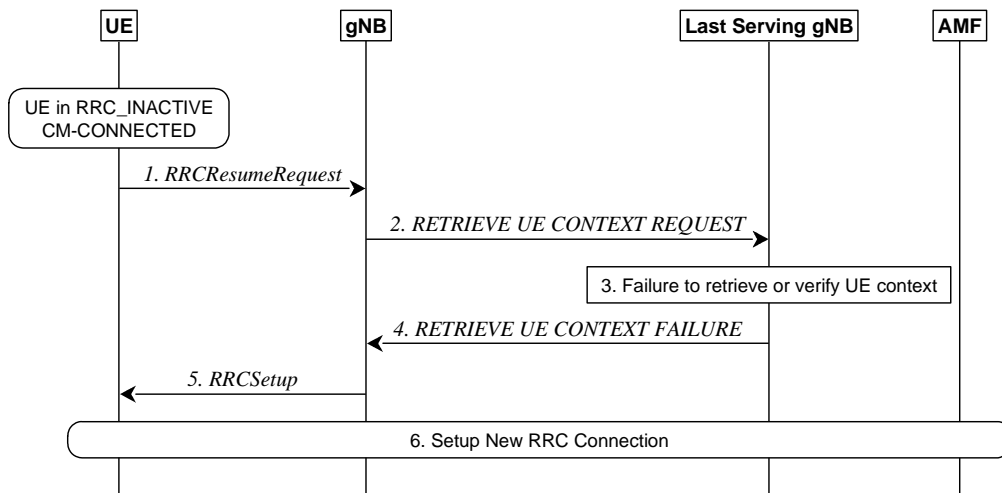 UE gNB Last Serving gNB AMF
UE in RRC_INACTIVE
CM-CONNECTED
1. RRCResumeRequest
2. RETRIEVE UE CONTEXT REQUEST
3. Failure to retrieve or verify UE context
4. RETRIEVE UE CONTEXT FAILURE
5. RRCSetup
6. Setup New RRC Connection